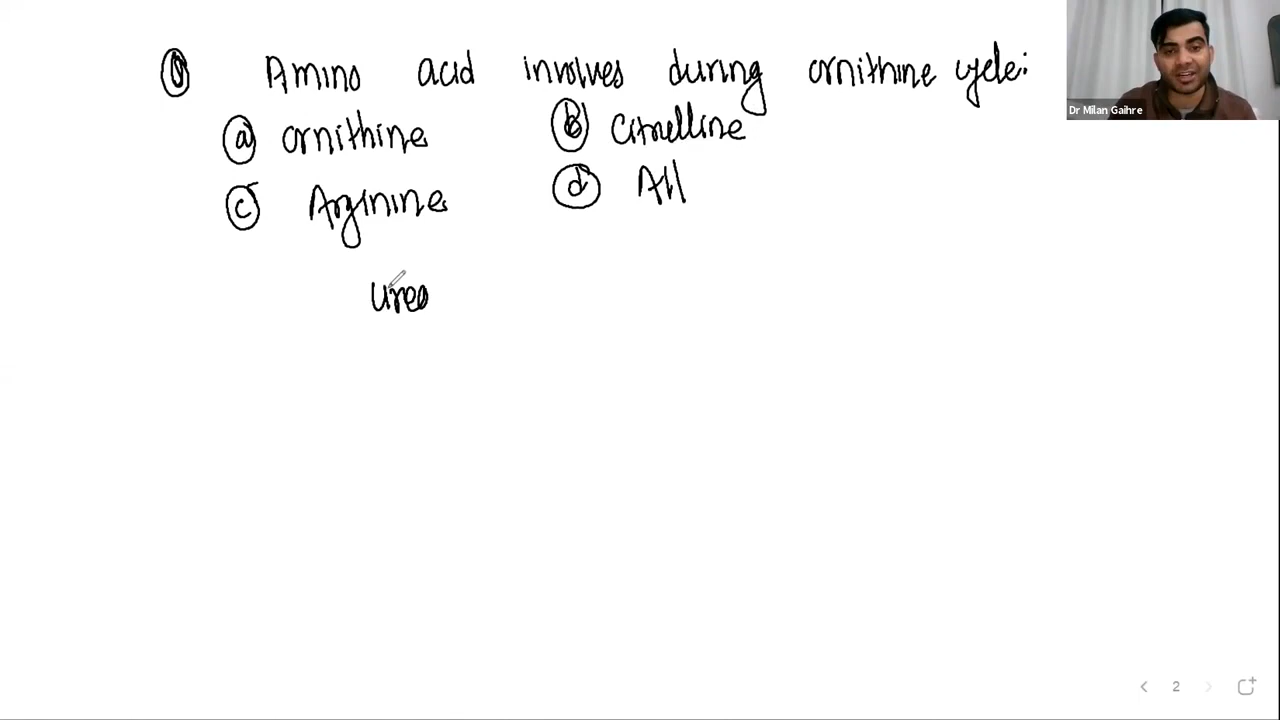 Amino acid involves during ornithine cycle:
(a) ornithine (b) Citrulline
(c) Arginine (d) All
urea
Dr Milan Gaihre
2